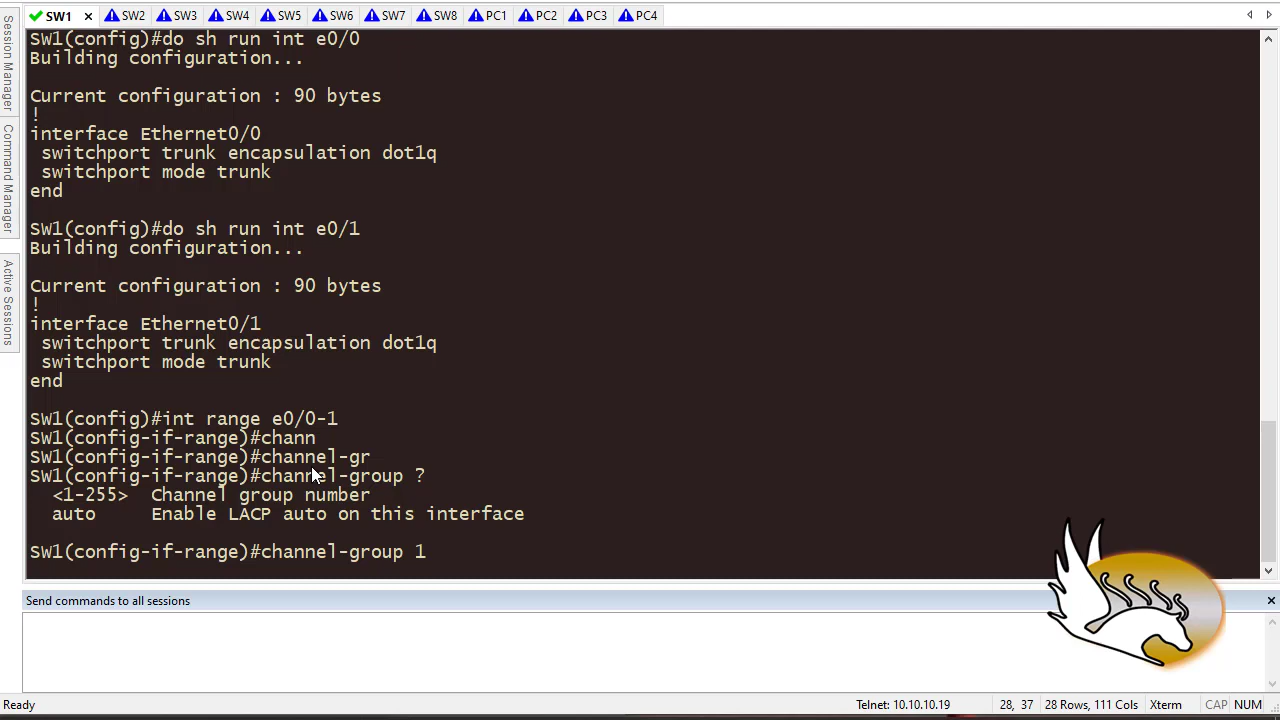 Session Manager
Command Manager
Active Sessions
SW1 SW2 SW3 SW4 SW5 SW6 SW7 SW8 PC1 PC2 PC3 PC4
SW1(config)#do sh run int e0/0
Building configuration...
Current configuration : 90 bytes
!
interface Ethernet0/0
switchport trunk encapsulation dot1q
switchport mode trunk
end
SW1(config)#do sh run int e0/1
Building configuration...
Current configuration : 90 bytes
!
interface Ethernet0/1
switchport trunk encapsulation dot1q
switchport mode trunk
end
SW1(config)#int range e0/0-1
SW1(config-if-range)#chann
SW1(config-if-range)#channel-gr
SW1(config-if-range)#channel-group ?
<1-255> Channel group number
auto Enable LACP auto on this interface
SW1(config-if-range)#channel-group 1
Send commands to all sessions
Ready Telnet: 10.10.10.19 28, 37 28 Rows, 111 Cols Xterm CAP NUM